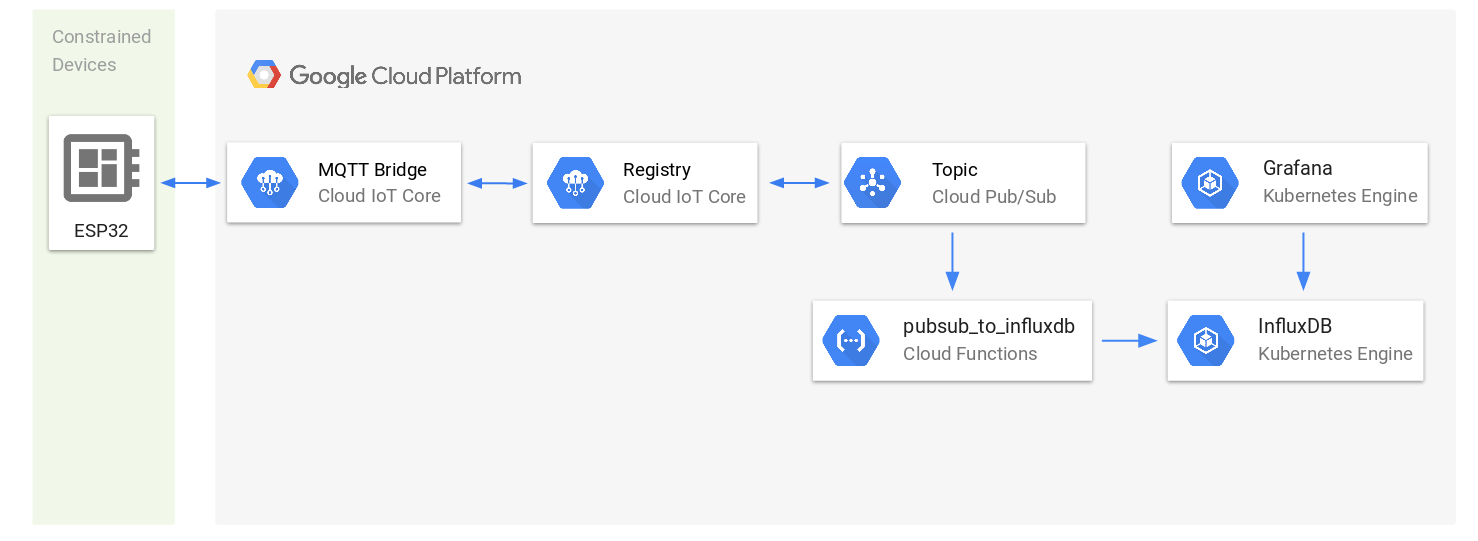 Constrained
Devices
Google Cloud Platform
ESP32
MQTT Bridge
Cloud IoT Core
Registry
Cloud IoT Core
Topic
Cloud Pub/Sub
Grafana
Kubernetes Engine
pubsub_to_influxdb
Cloud Functions
InfluxDB
Kubernetes Engine